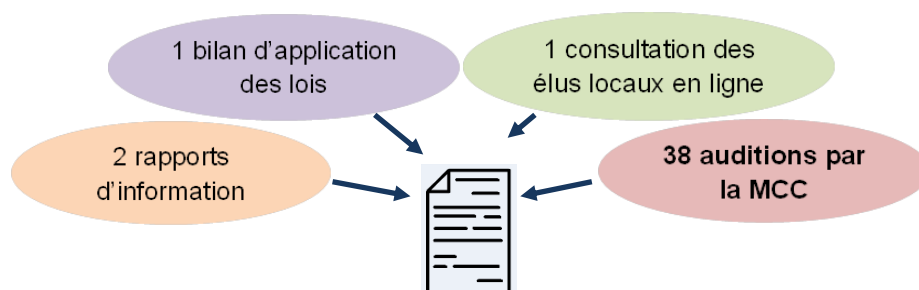 1 bilan d'application
des lois
1 consultation des
élus locaux en ligne
2 rapports
d'information
38 auditions par
la MCC